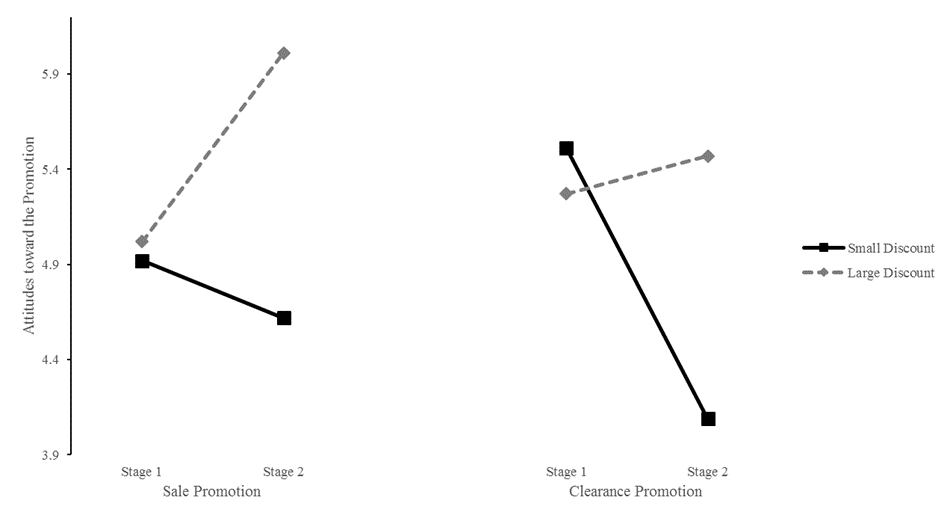 Attitudes toward the Promotion
5.9
5.4
4.9
4.4
3.9
Stage 1
Stage 2
Sale Promotion
Stage 1
Stage 2
Clearance Promotion
Small Discount
Large Discount